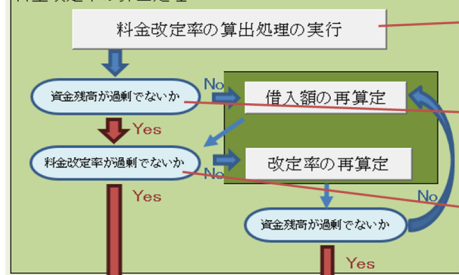 料金改定率の算出処理の実行
資金残高が過剰でないか
No
借入額の再算定
Yes
料金改定率が過剰でないか
No
改定率の再算定
Yes
No
資金残高が過剰でないか
Yes